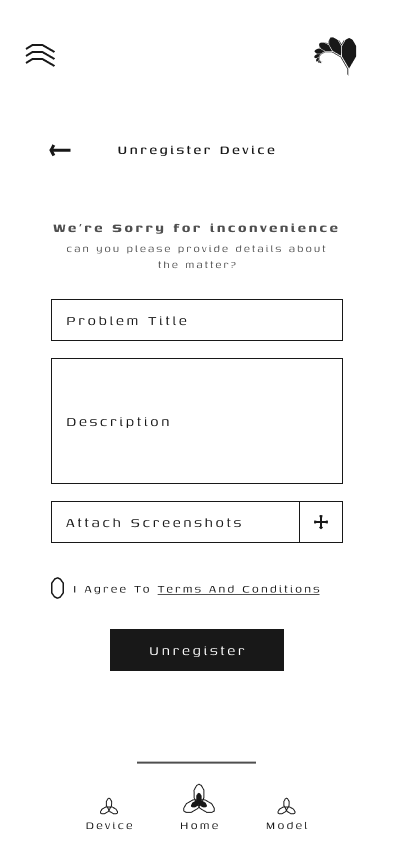 Unregister Device
We're Sorry for inconvenience
can you please provide details about
the matter?
Problem Title
Description
Attach Screenshots
I Agree To Terms And Conditions
Unregister
Device Home Model